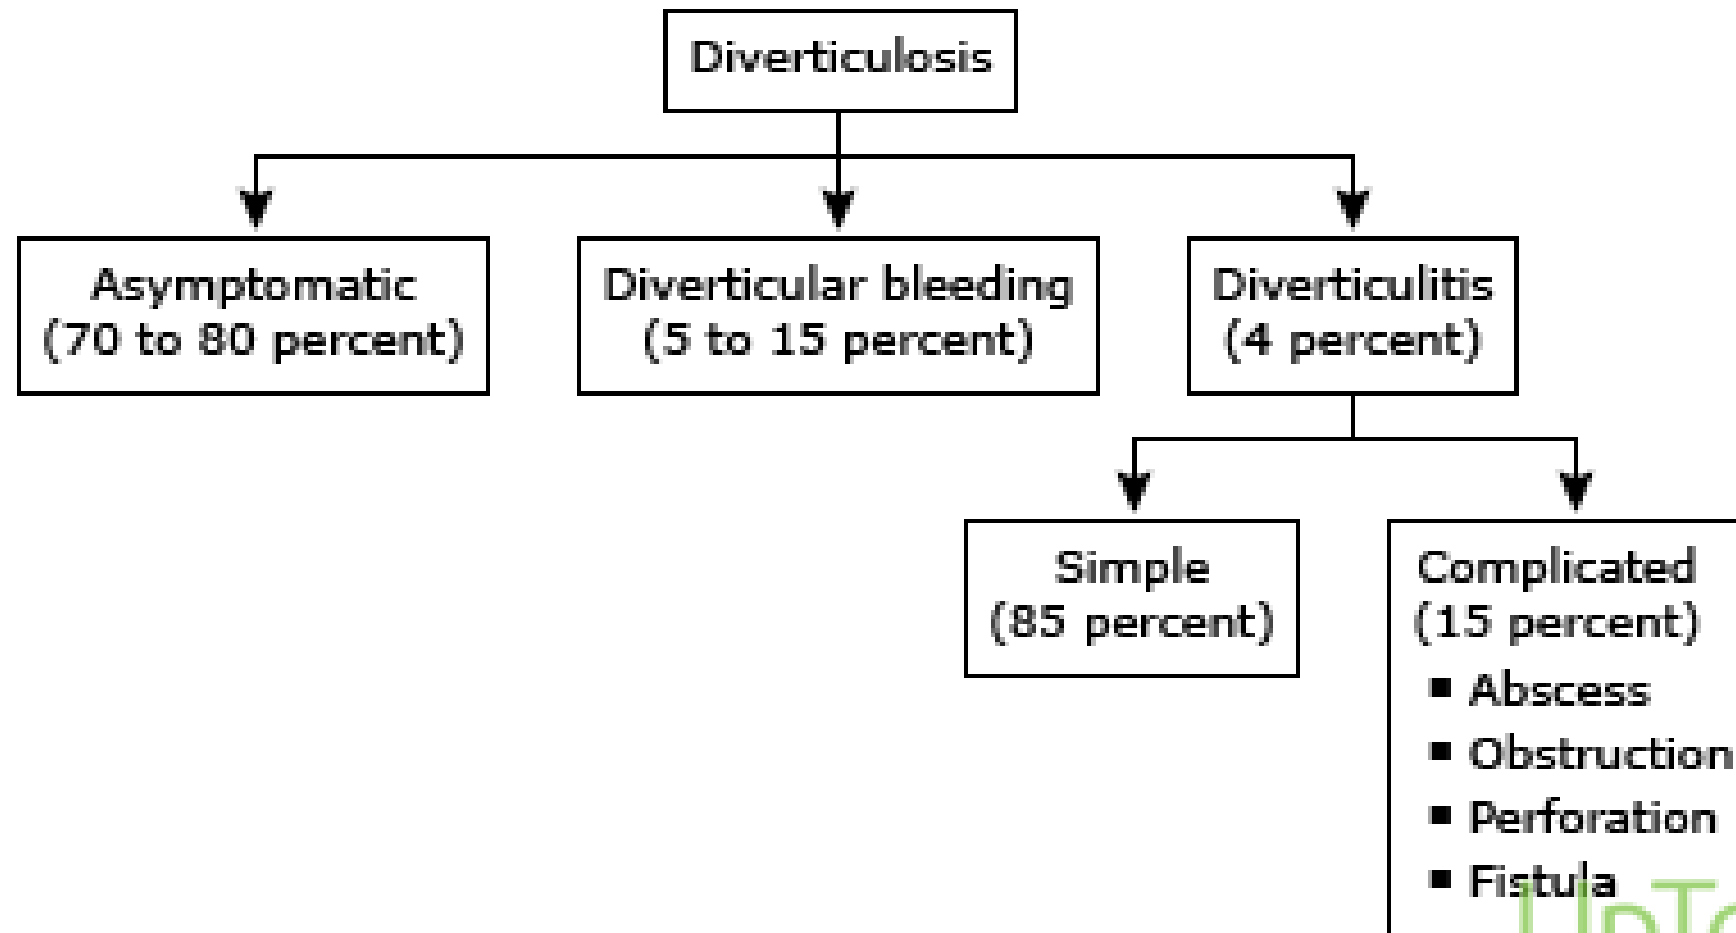 Diverticulosis
Asymptomatic
(70 to 80 percent)
Diverticular bleeding
(5 to 15 percent)
Diverticulitis
(4 percent)
Simple
(85 percent)
Complicated
(15 percent)
▪ Abscess
▪ Obstruction
▪ Perforation
▪ Fistula